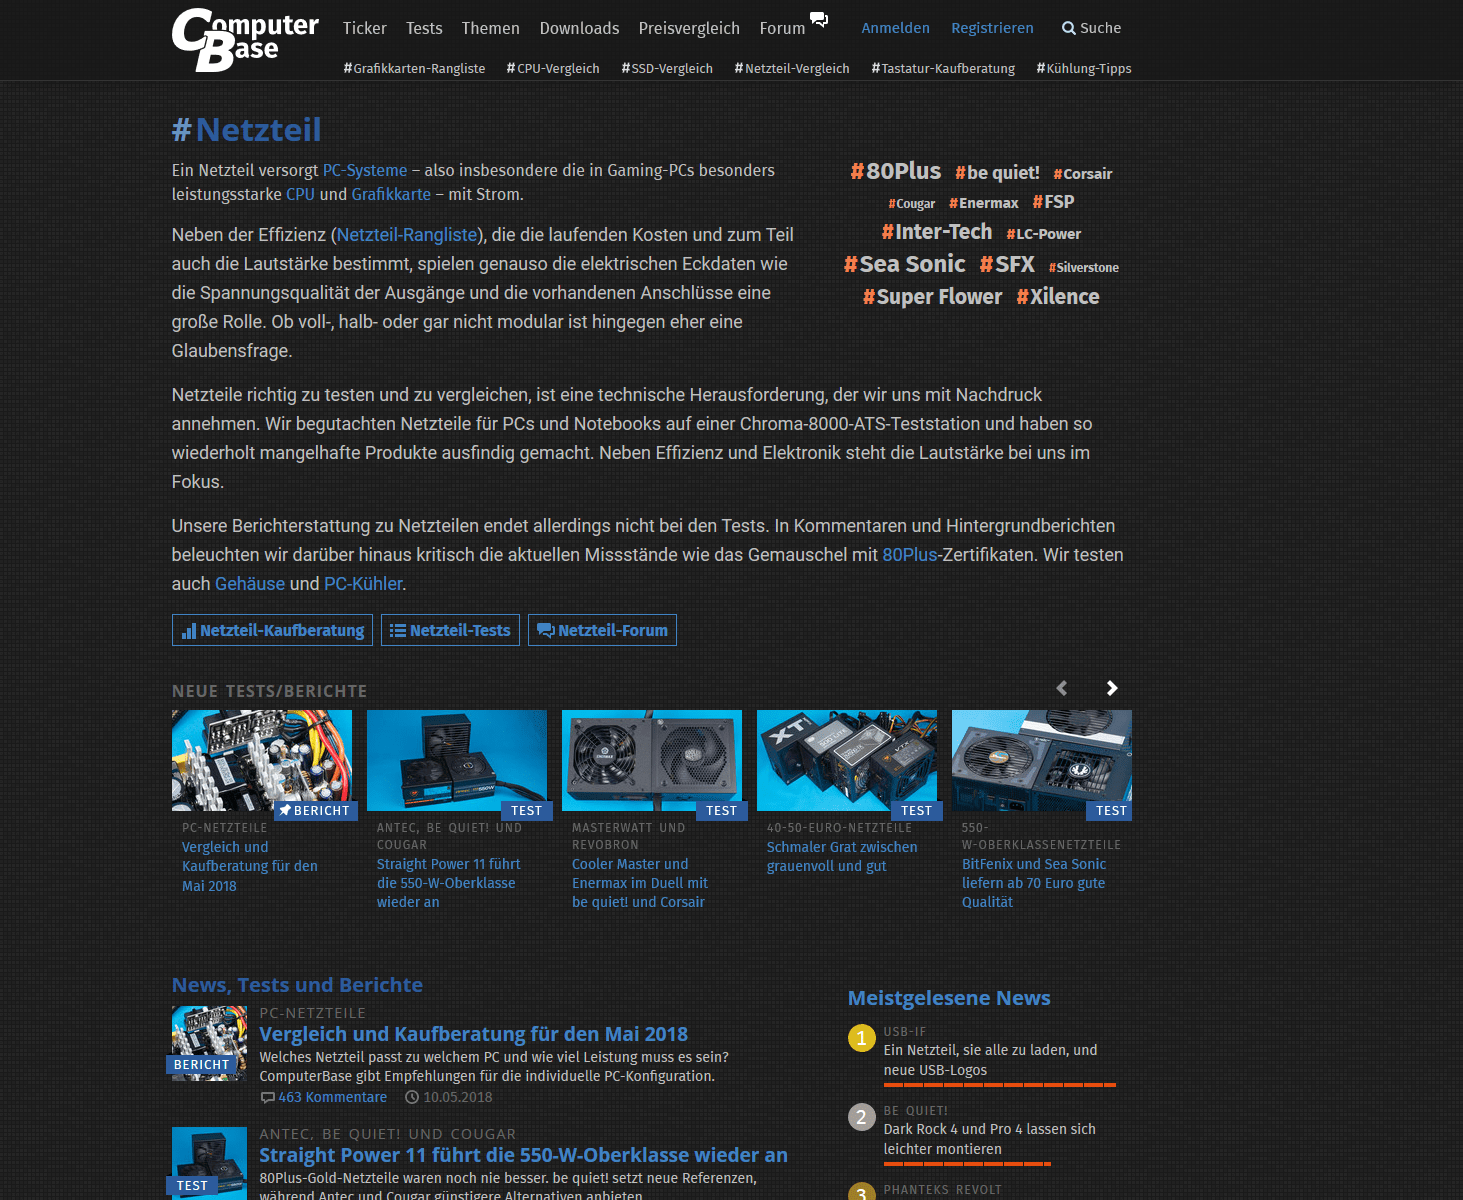 Computer Base
Ticker Tests Themen Downloads Preisvergleich Forum Anmelden Registrieren Suche
#Grafikkarten-Rangliste #CPU-Vergleich #SSD-Vergleich #Netzteil-Vergleich #Tastatur-Kaufberatung #Kühlung-Tipps
#Netzteil
Ein Netzteil versorgt PC-Systeme – also insbesondere die in Gaming-PCs besonders
leistungsstarke CPU und Grafikkarte – mit Strom.
#80Plus #be quiet! #Corsair
#Cougar #Enermax #FSP
#Inter-Tech #LC-Power
#Sea Sonic #SFX #Silverstone
#Super Flower #Xilence
Neben der Effizienz (Netzteil-Rangliste), die die laufenden Kosten und zum Teil
auch die Lautstärke bestimmt, spielen genauso die elektrischen Eckdaten wie
die Spannungsqualität der Ausgänge und die vorhandenen Anschlüsse eine
große Rolle. Ob voll-, halb- oder gar nicht modular ist hingegen eher eine
Glaubensfrage.
Netzteile richtig zu testen und zu vergleichen, ist eine technische Herausforderung, der wir uns mit Nachdruck
annehmen. Wir begutachten Netzteile für PCs und Notebooks auf einer Chroma-8000-ATS-Teststation und haben so
wiederholt mangelhafte Produkte ausfindig gemacht. Neben Effizienz und Elektronik steht die Lautstärke bei uns im
Fokus.
Unsere Berichterstattung zu Netzteilen endet allerdings nicht bei den Tests. In Kommentaren und Hintergrundberichten
beleuchten wir darüber hinaus kritisch die aktuellen Missstände wie das Gemauschel mit 80Plus-Zertifikaten. Wir testen
auch Gehäuse und PC-Kühler.
Netzteil-Kaufberatung Netzteil-Tests Netzteil-Forum
NEUE TESTS/BERICHTE
BERICHT
PC-NETZTEILE
Vergleich und
Kaufberatung für den
Mai 2018
TEST
ANTEC, BE QUIET! UND
COUGAR
Straight Power 11 führt
die 550-W-Oberklasse
wieder an
TEST
MASTERWATT UND
REVOBRON
Cooler Master und
Enermax im Duell mit
be quiet! und Corsair
XT
TEST
40-50-EURO-NETZTEILE
Schmaler Grat zwischen
grauenvoll und gut
TEST
550-
W-OBERKLASSENETZTEILE
BitFenix und Sea Sonic
liefern ab 70 Euro gute
Qualität
News, Tests und Berichte
BERICHT
PC-NETZTEILE
Vergleich und Kaufberatung für den Mai 2018
Welches Netzteil passt zu welchem PC und wie viel Leistung muss es sein?
ComputerBase gibt Empfehlungen für die individuelle PC-Konfiguration.
463 Kommentare 10.05.2018
TEST
ANTEC, BE QUIET! UND COUGAR
Straight Power 11 führt die 550-W-Oberklasse wieder an
80Plus-Gold-Netzteile waren noch nie besser. be quiet! setzt neue Referenzen,
während Antec und Cougar günstigere Alternativen anbieten.
Meistgelesene News
1
USB-IF
Ein Netzteil, sie alle zu laden, und
neue USB-Logos
2
BE QUIET!
Dark Rock 4 und Pro 4 lassen sich
leichter montieren
3
PHANTEKS REVOLT